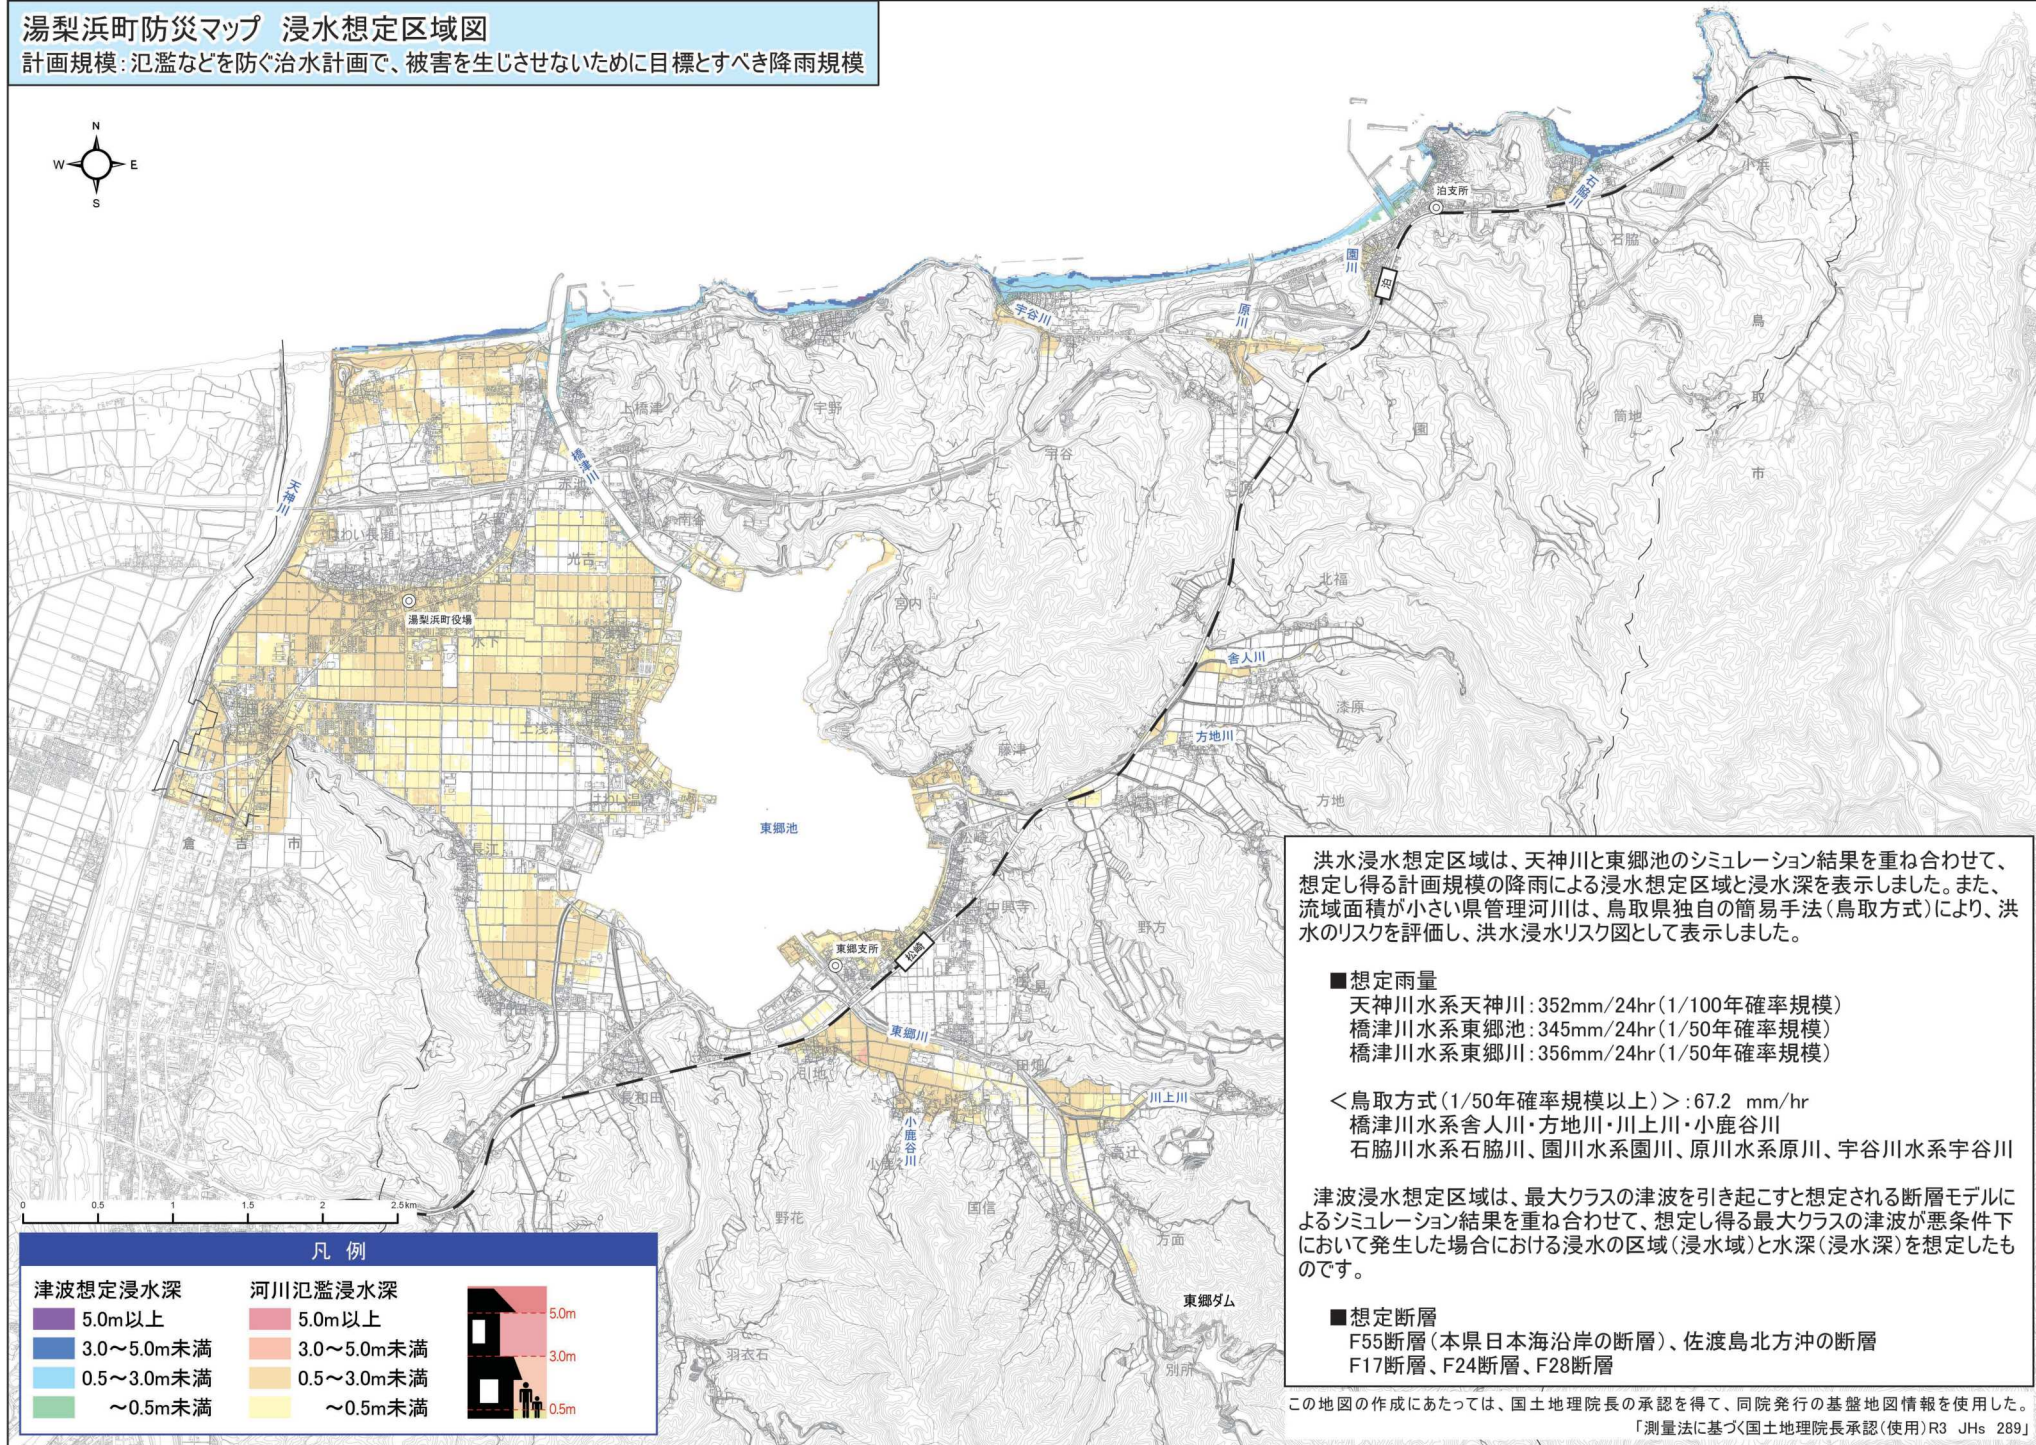 湯梨浜町防災マップ 浸水想定区域図
計画規模：氾濫などを防ぐ治水計画で、被害を生じさせないために目標とすべき降雨規模
N
W
E
S
泊支所
小浜
石脇川
石脇
園川
泊
原川
宇谷川
鳥
取
市
筒地
園
上橋津
宇野
宇谷
橋津川
赤池
天神川
久留
南谷
はわい長瀬
光吉
北福
宮内
湯梨浜町役場
水下
舎人川
漆原
上浅津
方地川
藤津
方地
はわい温泉
東郷池
松崎
倉
吉
市
長江
中興寺
野方
東郷支所
松崎
東郷川
田畑
引地
長和田
川上川
小鹿谷川
高辻
国信
野花
方面
東郷ダム
羽衣石
別所
0
0.5
1
1.5
2
2.5km
凡 例
津波想定浸水深
河川氾濫浸水深
5.0m以上
5.0m以上
3.0～5.0m未満
3.0～5.0m未満
0.5～3.0m未満
0.5～3.0m未満
～0.5m未満
～0.5m未満
5.0m
3.0m
0.5m
洪水浸水想定区域は、天神川と東郷池のシミュレーション結果を重ね合わせて、
想定し得る計画規模の降雨による浸水想定区域と浸水深を表示しました。また、
流域面積が小さい県管理河川は、鳥取県独自の簡易手法（鳥取方式）により、洪
水のリスクを評価し、洪水浸水リスク図として表示しました。
■想定雨量
天神川水系天神川：352mm/24hr（1/100年確率規模）
橋津川水系東郷池：345mm/24hr（1/50年確率規模）
橋津川水系東郷川：356mm/24hr（1/50年確率規模）
＜鳥取方式（1/50年確率規模以上）＞：67.2 mm/hr
橋津川水系舎人川・方地川・川上川・小鹿谷川
石脇川水系石脇川、園川水系園川、原川水系原川、宇谷川水系宇谷川
津波浸水想定区域は、最大クラスの津波を引き起こすと想定される断層モデルに
よるシミュレーション結果を重ね合わせて、想定し得る最大クラスの津波が悪条件下
において発生した場合における浸水の区域（浸水域）と水深（浸水深）を想定したも
のです。
■想定断層
F55断層（本県日本海沿岸の断層）、佐渡島北方沖の断層
F17断層、F24断層、F28断層
この地図の作成にあたっては、国土地理院長の承認を得て、同院発行の基盤地図情報を使用した。
「測量法に基づく国土地理院長承認（使用）R3 JHs 289」